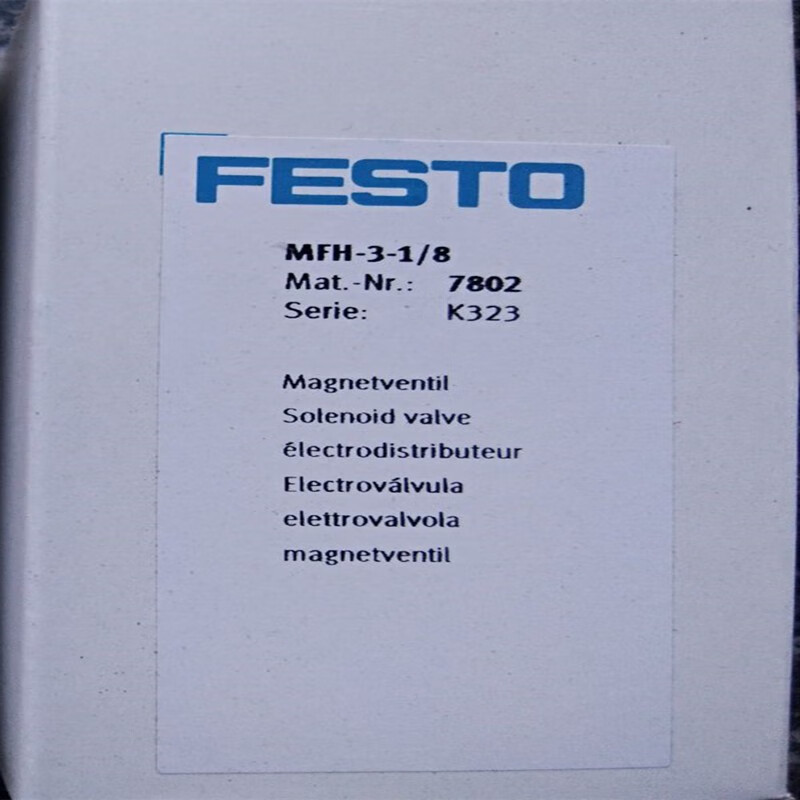 FESTO
MFH-3-1/8
Mat.-Nr.: 7802
Serie: K323
Magnetventil
Solenoid valve
électrodistributeur
Electroválvula
elettrovalvola
magnetventil